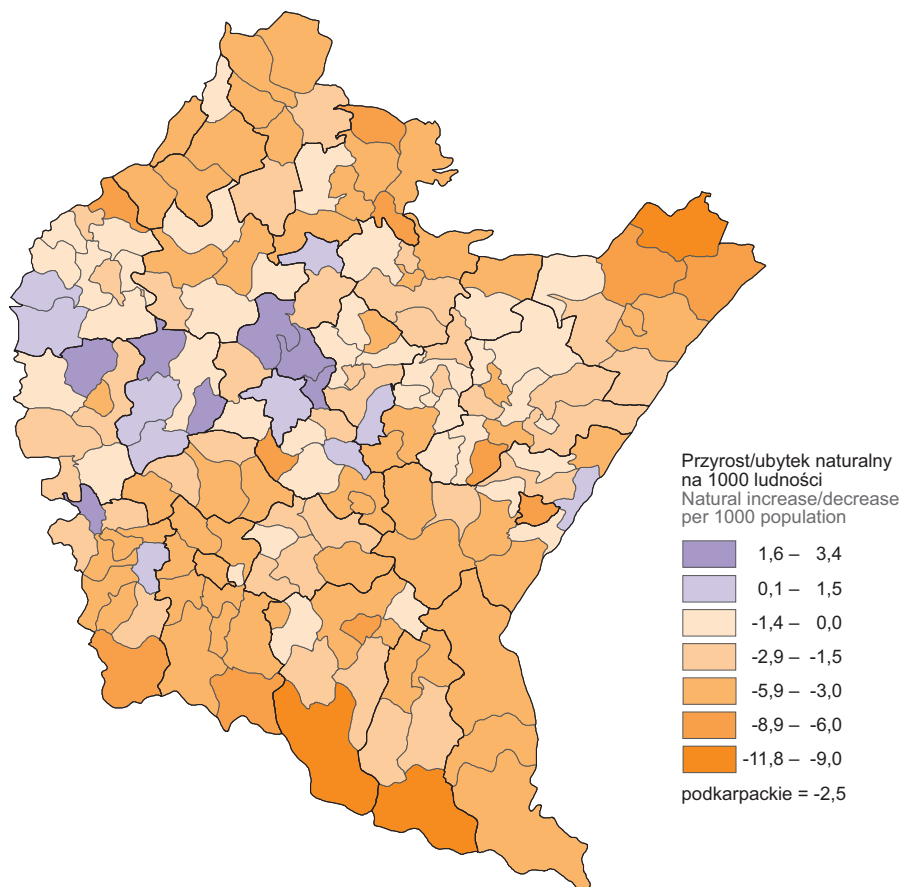 Przyrost/ubytek naturalny
na 1000 ludności
Natural increase/decrease
per 1000 population
1,6 – 3,4
0,1 – 1,5
-1,4 – 0,0
-2,9 – -1,5
-5,9 – -3,0
-8,9 – -6,0
-11,8 – -9,0
podkarpackie = -2,5